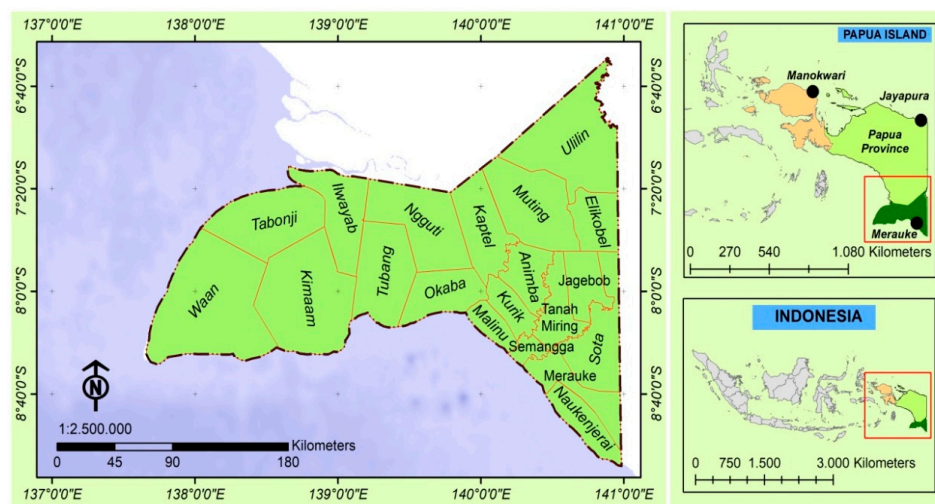 137°0'0"E 138°0'0"E 139°0'0"E 140°0'0"E 141°0'0"E
6°40'0"S
7°20'0"S
8°0'0"S
8°40'0"S
Ulilin
Muting
Elikobel
Ilwayab
Tabonji
Ngguti
Kaptel
Animba
Jagebob
Waan
Kimaam
Tubang
Okaba
Kurik
Malinu
Tanah
Miring
Semangga
Sota
Merauke
Naukenjerai
N
1:2.500.000
Kilometers
0 45 90 180
6°40'0"S
7°20'0"S
8°0'0"S
8°40'0"S
137°0'0"E 138°0'0"E 139°0'0"E 140°0'0"E 141°0'0"E
PAPUA ISLAND
Manokwari
Jayapura
Papua
Province
Merauke
0 270 540 1.080 Kilometers
INDONESIA
0 750 1.500 3.000 Kilometers